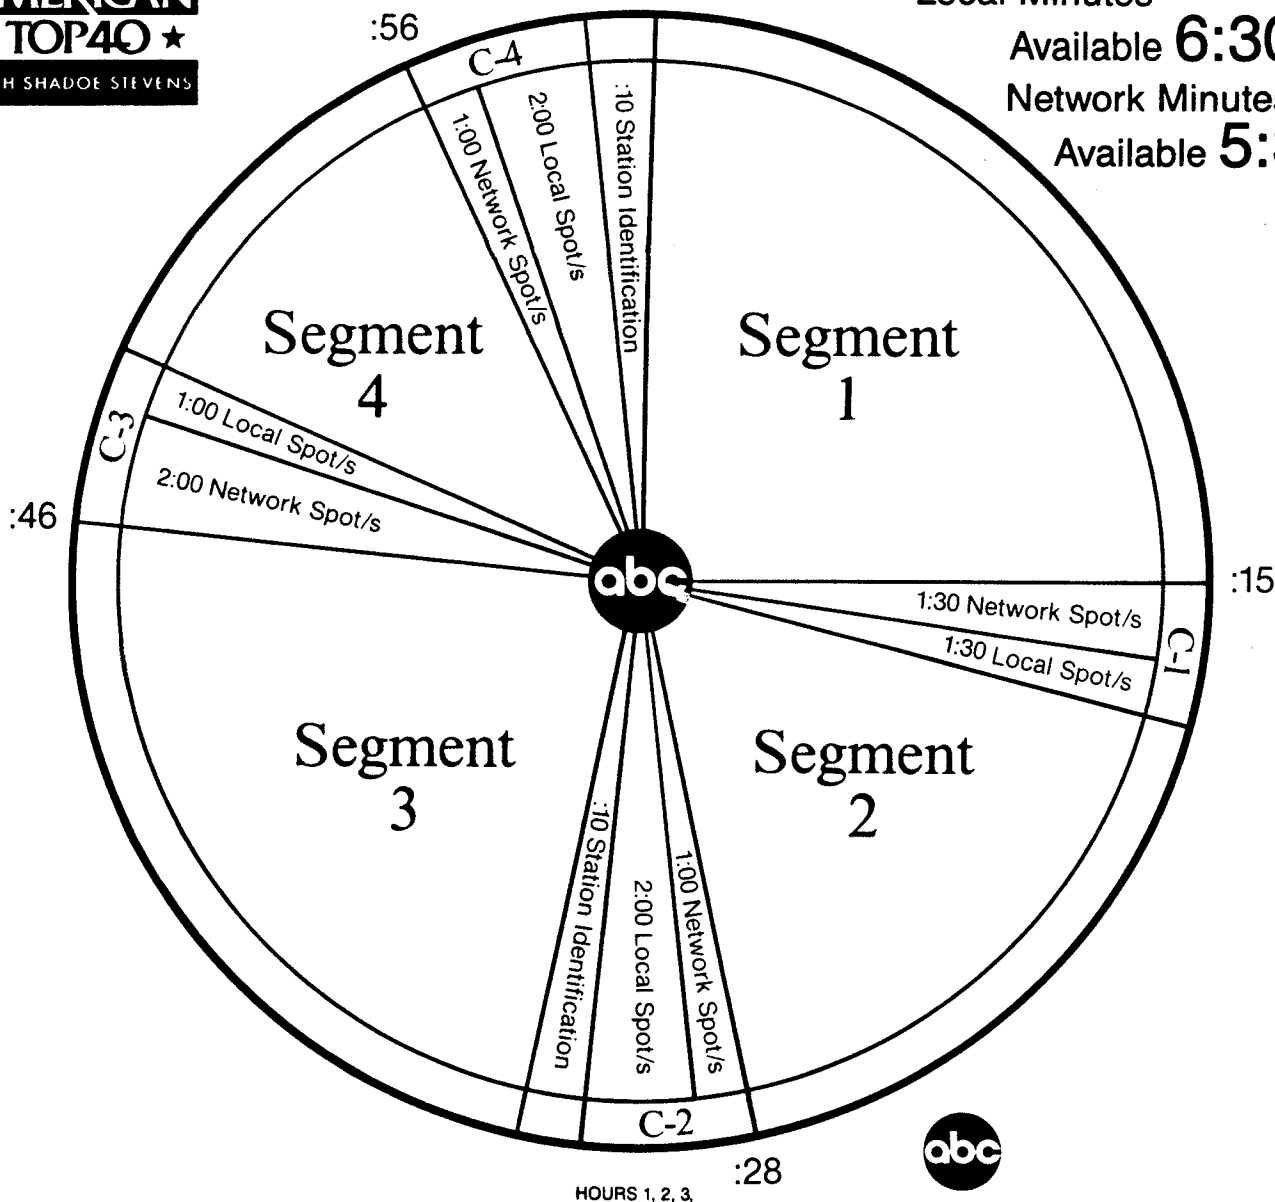 TOP40 ★
H SHADOE STEVENS
Available 6:30
Network Minutes
Available 5:
:56
C-4
1:00 Network Spot/s
2:00 Local Spot/s
:10 Station Identification
Segment
4
Segment
1
C-3
1:00 Local Spot/s
2:00 Network Spot/s
:46
abc
:15
1:30 Network Spot/s
1:30 Local Spot/s
C-1
Segment
3
Segment
2
:10 Station Identification
2:00 Local Spot/s
1:00 Network Spot/s
C-2
:28
abc
HOURS 1, 2, 3,